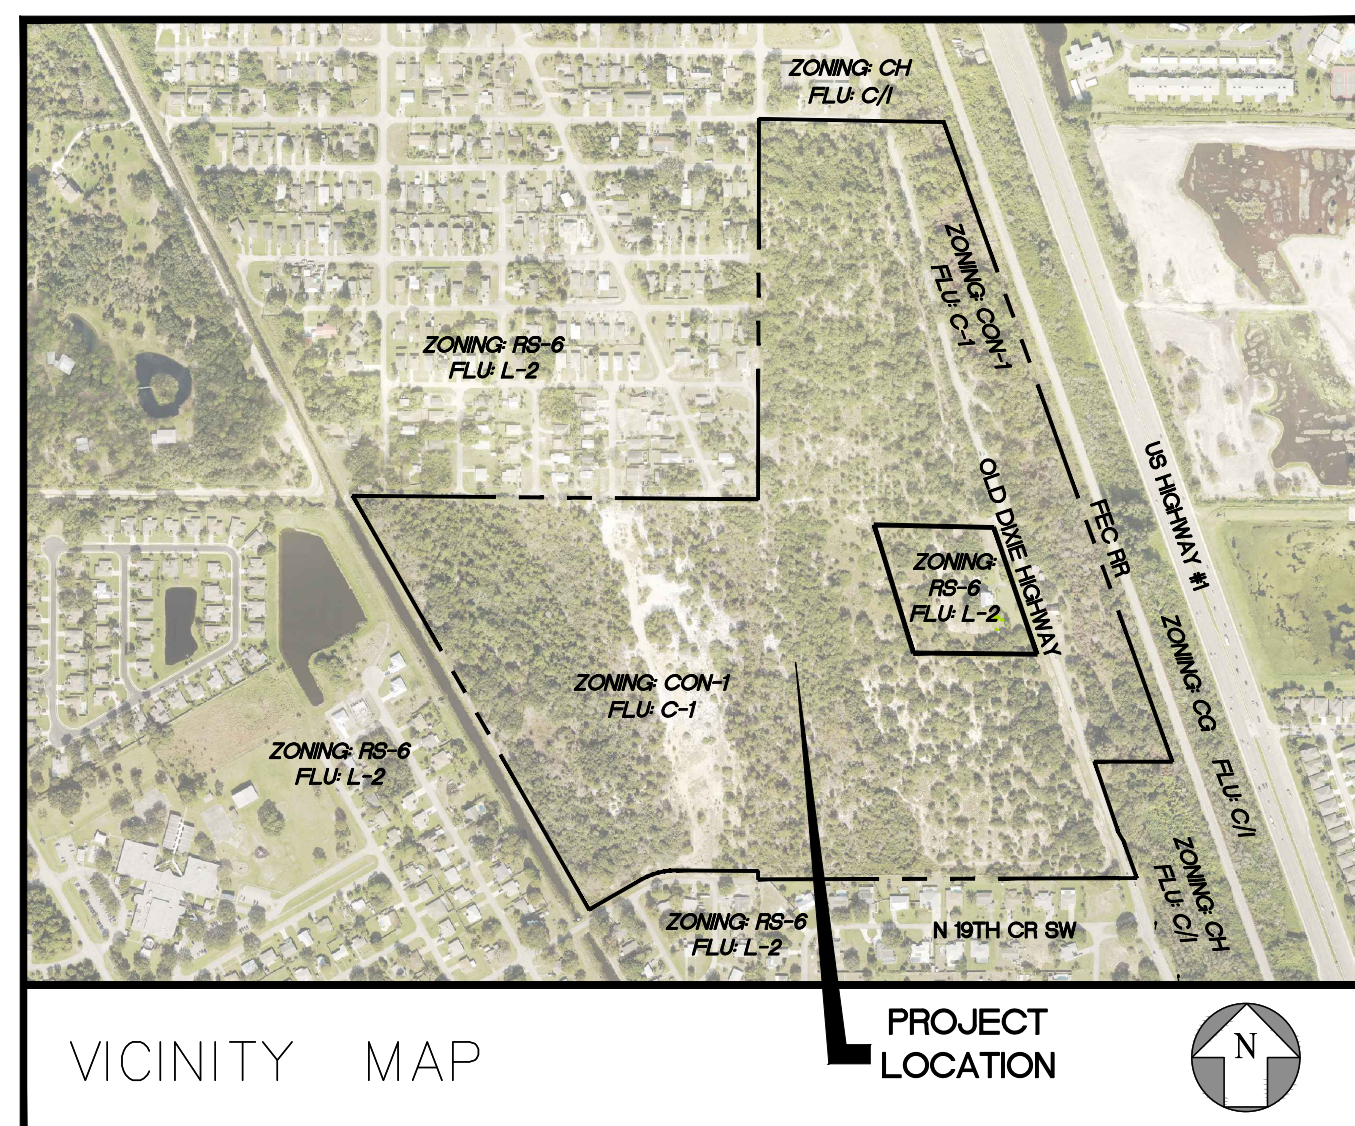 ZONING: CH
FLU: C/I
ZONING: CON-1
FLU: C-1
ZONING: RS-6
FLU: L-2
OLD DIXIE HIGHWAY
FEC RR
US HIGHWAY #1
ZONING:
RS-6
FLU: L-2
ZONING: CON-1
FLU: C-1
ZONING: CG
FLU: C/I
ZONING: RS-6
FLU: L-2
ZONING: CH
FLU: C/I
ZONING: RS-6
FLU: L-2
N 19TH CR SW
PROJECT
LOCATION
VICINITY MAP
N